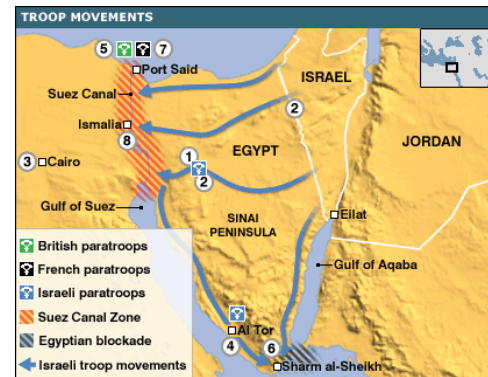 TROOP MOVEMENTS
5
7
Port Said
ISRAEL
Suez Canal
2
Ismalia
8
EGYPT
JORDAN
3
Cairo
1
2
Gulf of Suez
SINAI
PENINSULA
Eilat
British paratroops
French paratroops
Gulf of Aqaba
Israeli paratroops
Suez Canal Zone
Al Tor
Egyptian blockade
4
6
Israeli troop movements
Sharm al-Sheikh